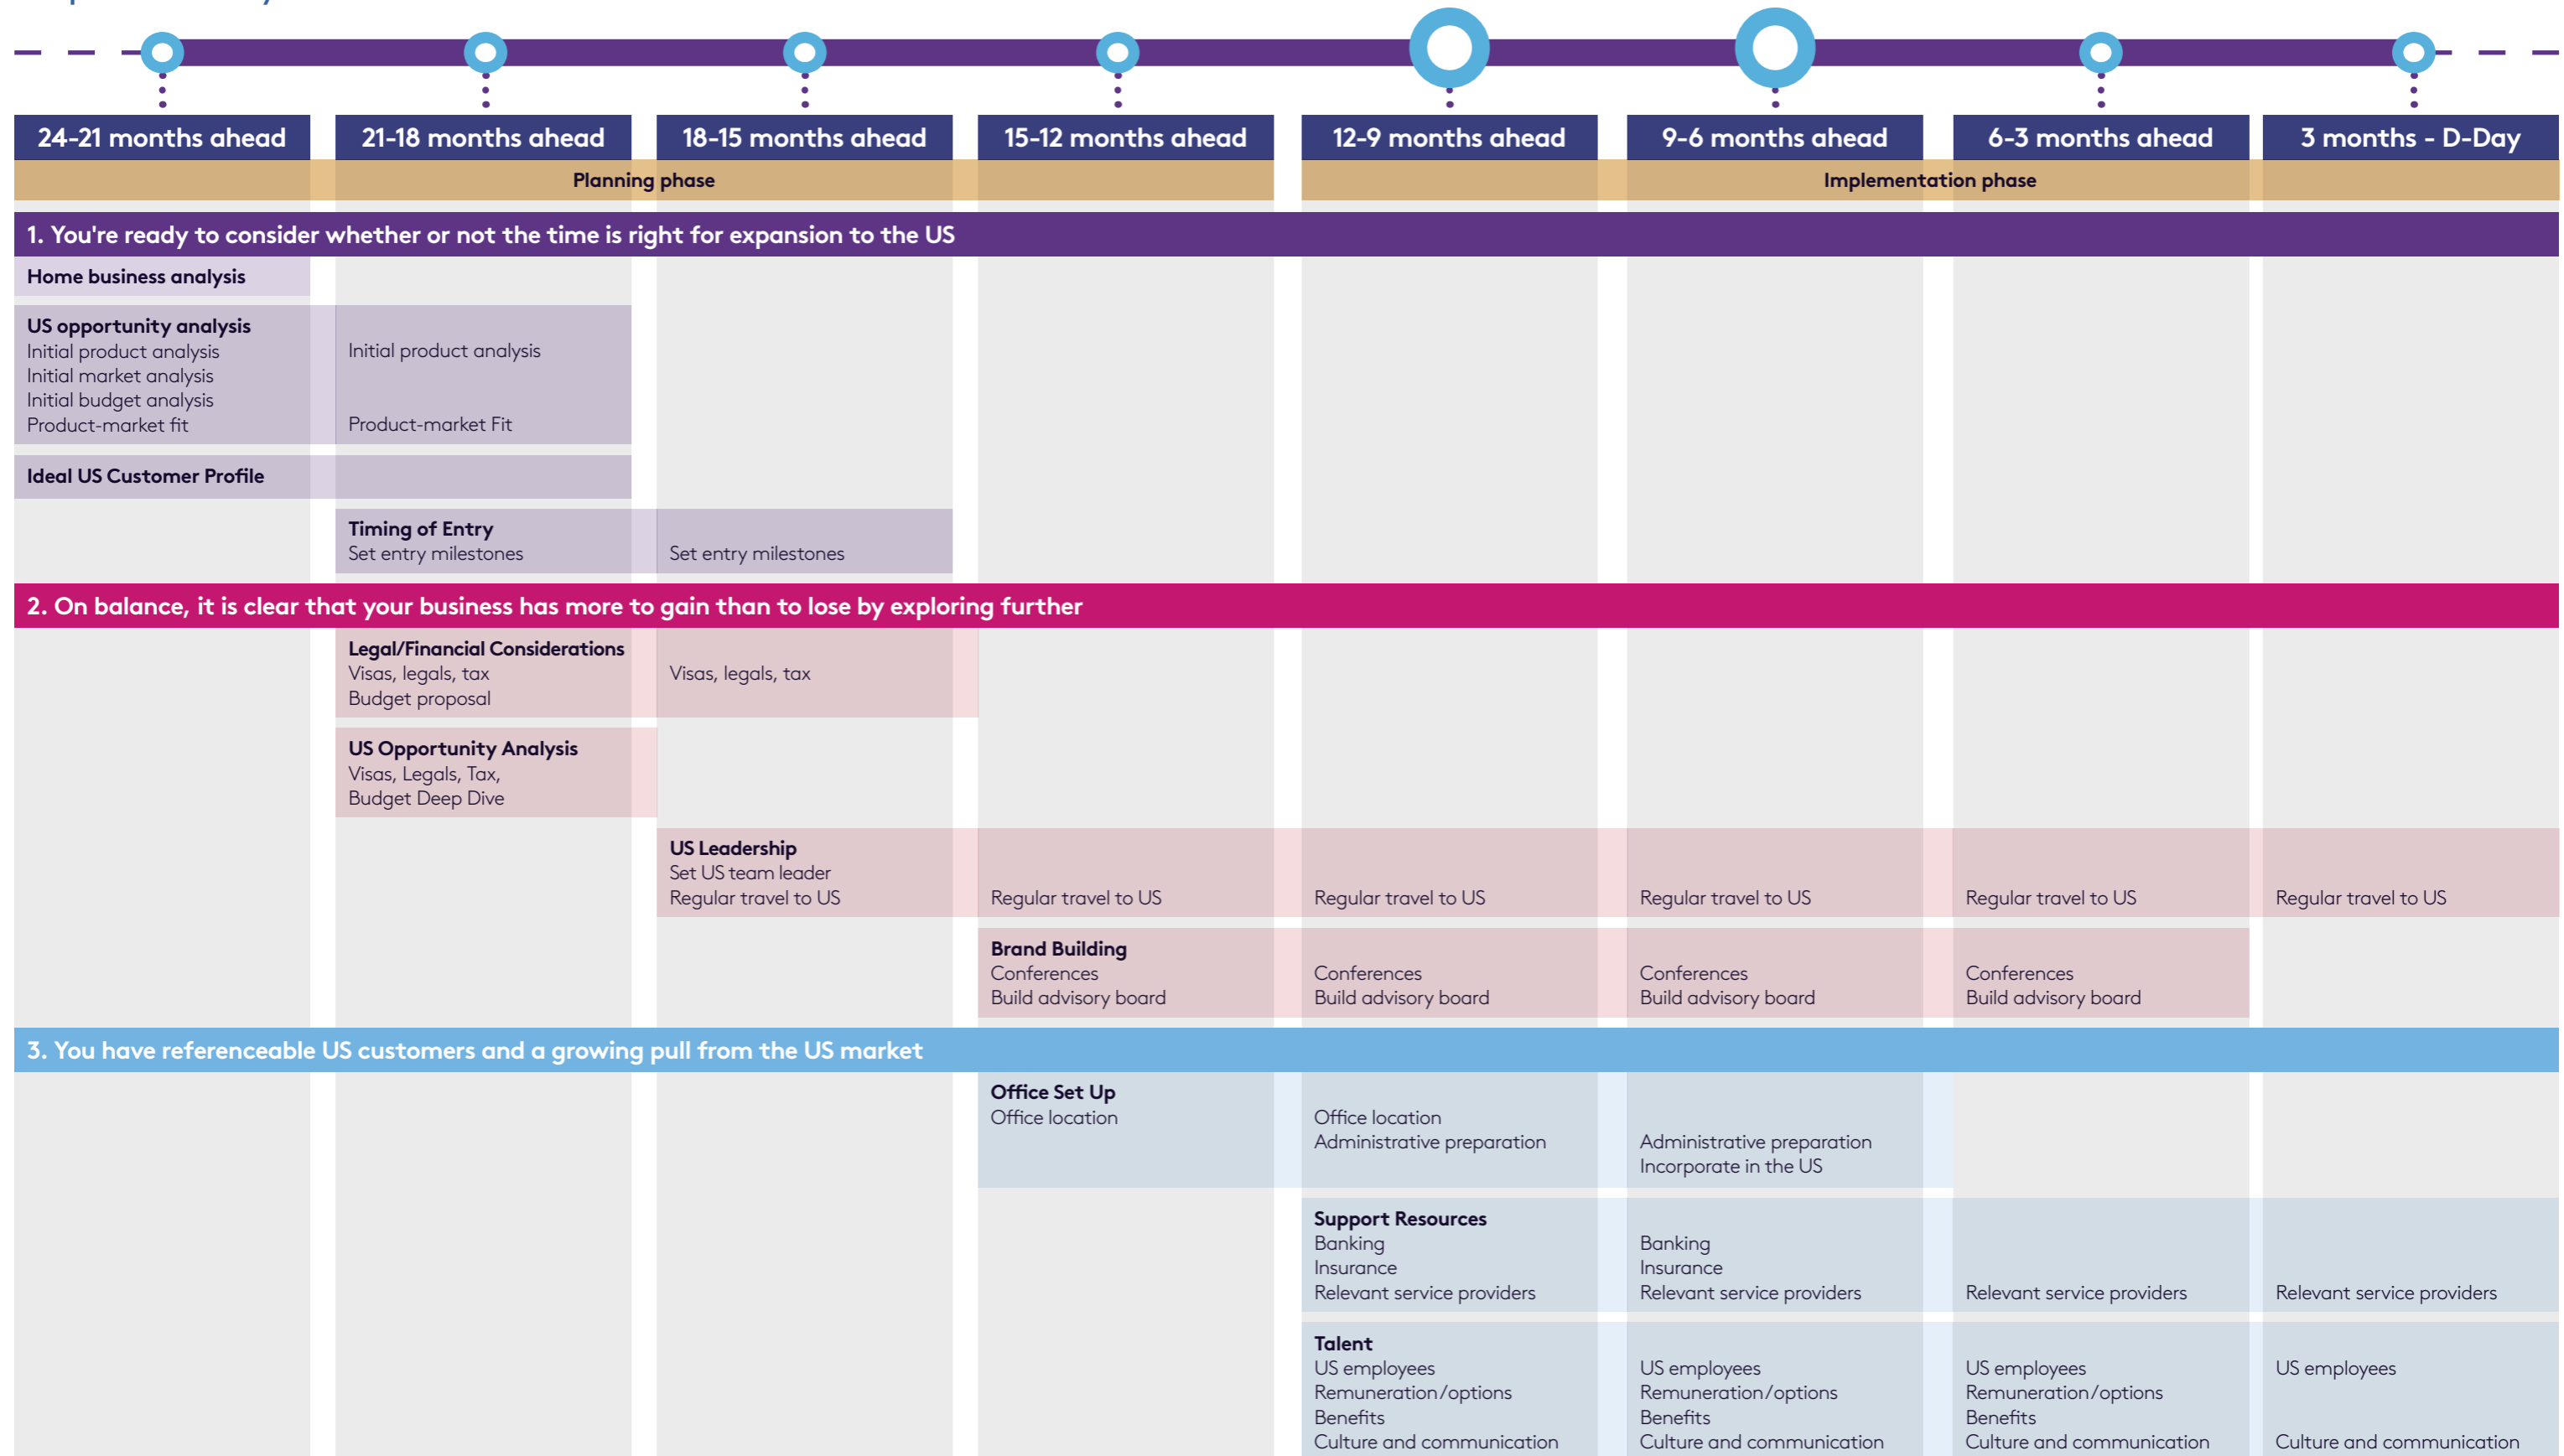 24-21 months ahead
21-18 months ahead
18-15 months ahead
15-12 months ahead
12-9 months ahead
9-6 months ahead
6-3 months ahead
3 months - D-Day
Planning phase
Implementation phase
1. You're ready to consider whether or not the time is right for expansion to the US
Home business analysis
US opportunity analysis
Initial product analysis
Initial market analysis
Initial budget analysis
Product-market fit
Initial product analysis
Product-market Fit
Ideal US Customer Profile
Timing of Entry
Set entry milestones
Set entry milestones
2. On balance, it is clear that your business has more to gain than to lose by exploring further
Legal/Financial Considerations
Visas, legals, tax
Budget proposal
Visas, legals, tax
US Opportunity Analysis
Visas, Legals, Tax,
Budget Deep Dive
US Leadership
Set US team leader
Regular travel to US
Regular travel to US
Regular travel to US
Regular travel to US
Regular travel to US
Regular travel to US
Brand Building
Conferences
Build advisory board
Conferences
Build advisory board
Conferences
Build advisory board
Conferences
Build advisory board
3. You have referenceable US customers and a growing pull from the US market
Office Set Up
Office location
Office location
Administrative preparation
Administrative preparation
Incorporate in the US
Support Resources
Banking
Insurance
Relevant service providers
Banking
Insurance
Relevant service providers
Relevant service providers
Relevant service providers
Talent
US employees
Remuneration/options
Benefits
Culture and communication
US employees
Remuneration/options
Benefits
Culture and communication
US employees
Remuneration/options
Benefits
Culture and communication
US employees
Culture and communication